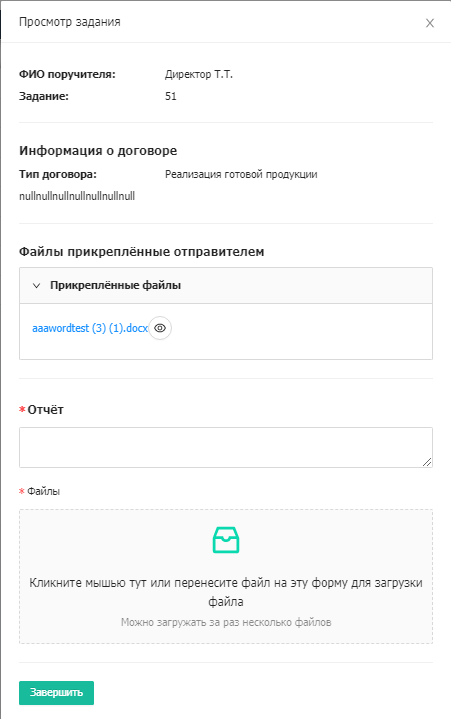 Просмотр задания
ФИО поручителя: Директор Т.Т.
Задание: 51
Информация о договоре
Тип договора: Реализация готовой продукции
nullnullnullnullnullnullnull
Файлы прикреплённые отправителем
Прикреплённые файлы
aaawordtest (3) (1).docx
* Отчёт
* Файлы
Кликните мышью тут или перенесите файл на эту форму для загрузки
файла
Можно загружать за раз несколько файлов
Завершить